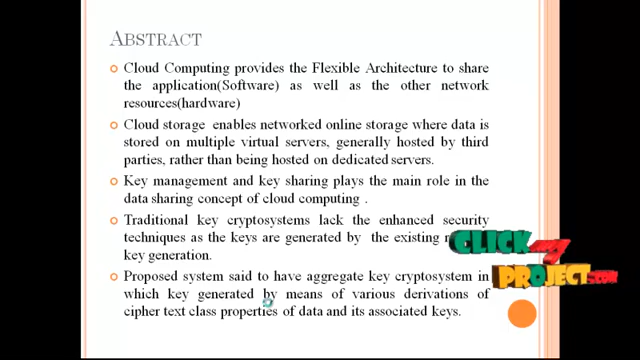 ABSTRACT
Cloud Computing provides the Flexible Architecture to share
the application(Software) as well as the other network
resources(hardware)
Cloud storage enables networked online storage where data is
stored on multiple virtual servers, generally hosted by third
parties, rather than being hosted on dedicated servers.
Key management and key sharing plays the main role in the
data sharing concept of cloud computing .
Traditional key cryptosystems lack the enhanced security
techniques as the keys are generated by the existing
key generation.
Proposed system said to have aggregate key cryptosystem in
which key generated by means of various derivations of
cipher text class properties of data and its associated keys.
CLICK my
PROJECT.com